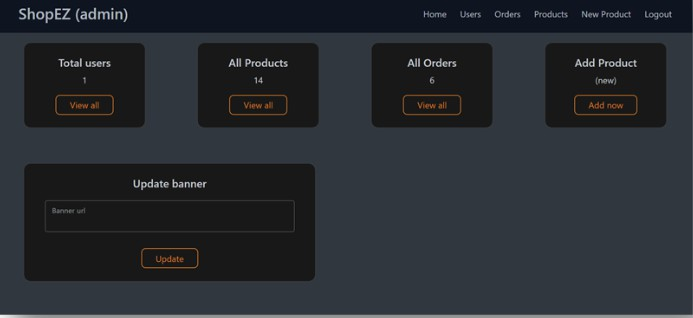 ShopEZ (admin)
Home Users Orders Products New Product Logout
Total users
1
View all
All Products
14
View all
All Orders
6
View all
Add Product
(new)
Add now
Update banner
Banner url
Update